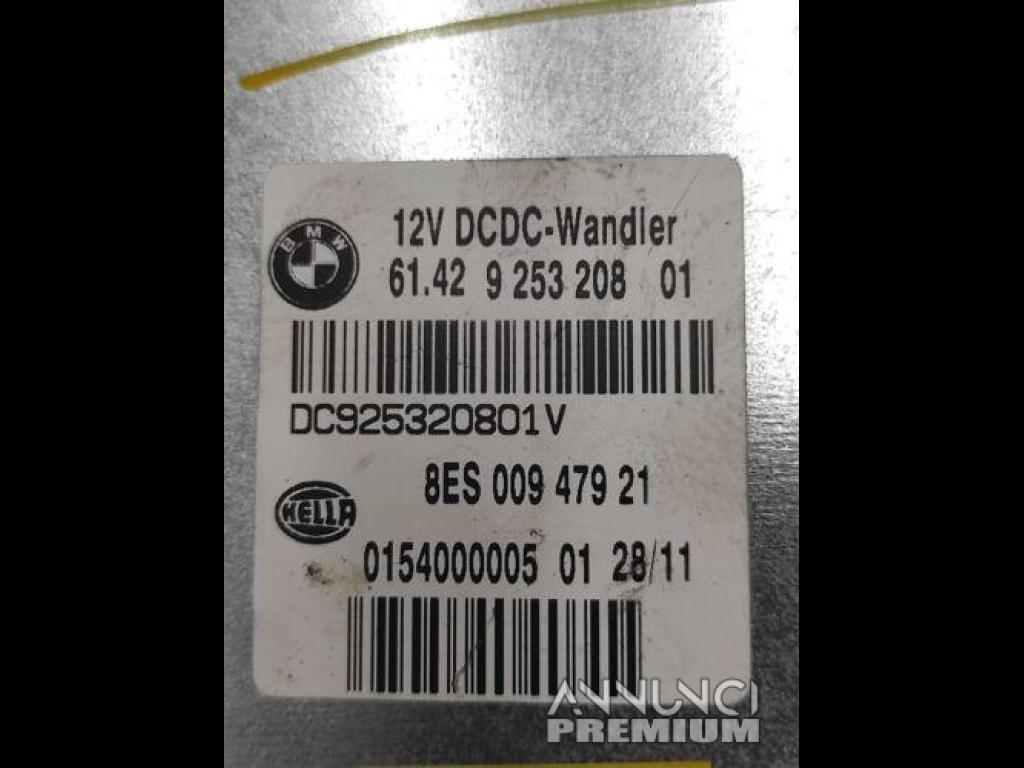 BMW
12V DCDC-Wandler
61.42 9 253 208 01
DC925320801V
8ES 009 479 21
HELLA
0154000005 01 28/11
ANNUNCI
PREMIUM